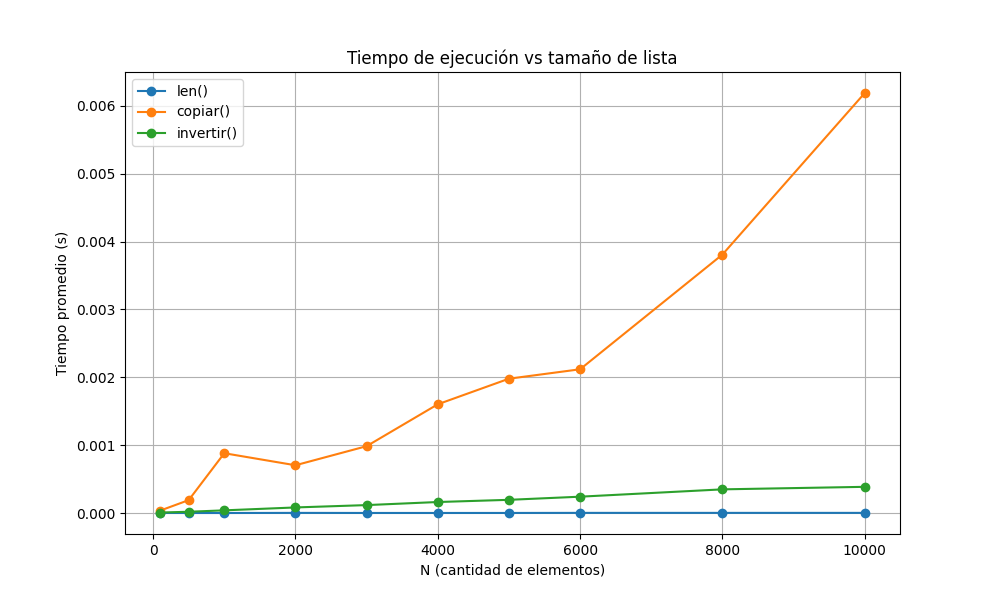 Tiempo de ejecución vs tamaño de lista
len()
copiar()
invertir()
Tiempo promedio (s)
0.006
0.005
0.004
0.003
0.002
0.001
0.000
0
2000
4000
6000
8000
10000
N (cantidad de elementos)